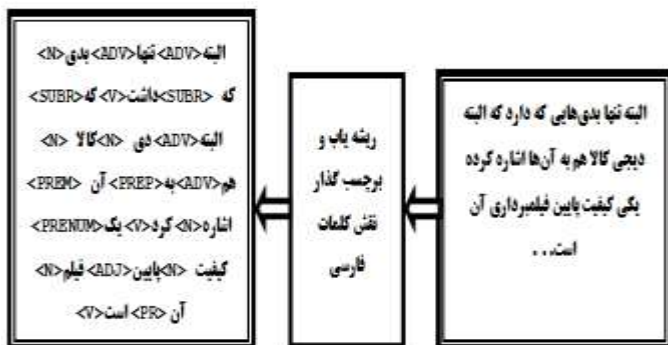 البته تنها بدی‌هایی که دارد که البته
دیجی کالا هم به آن‌ها اشاره کرده
یکی کیفیت پایین فیلمبرداری آن
است...
ریشه یاب و
برچسب گذار
نقش کلمات
فارسی
البته<ADV>تنها<ADV>بدی<N>
که <SUBR>داشت<V>که<SUBR>
البته<ADV>دی <N>کالا <N>
هم<ADV>به<PREP>آن <PREM>
اشاره<N>کرد<V>یک<PRENUM>
کیفیت <N>پایین<ADJ>فیلم<N>
آن <PR>است<V>